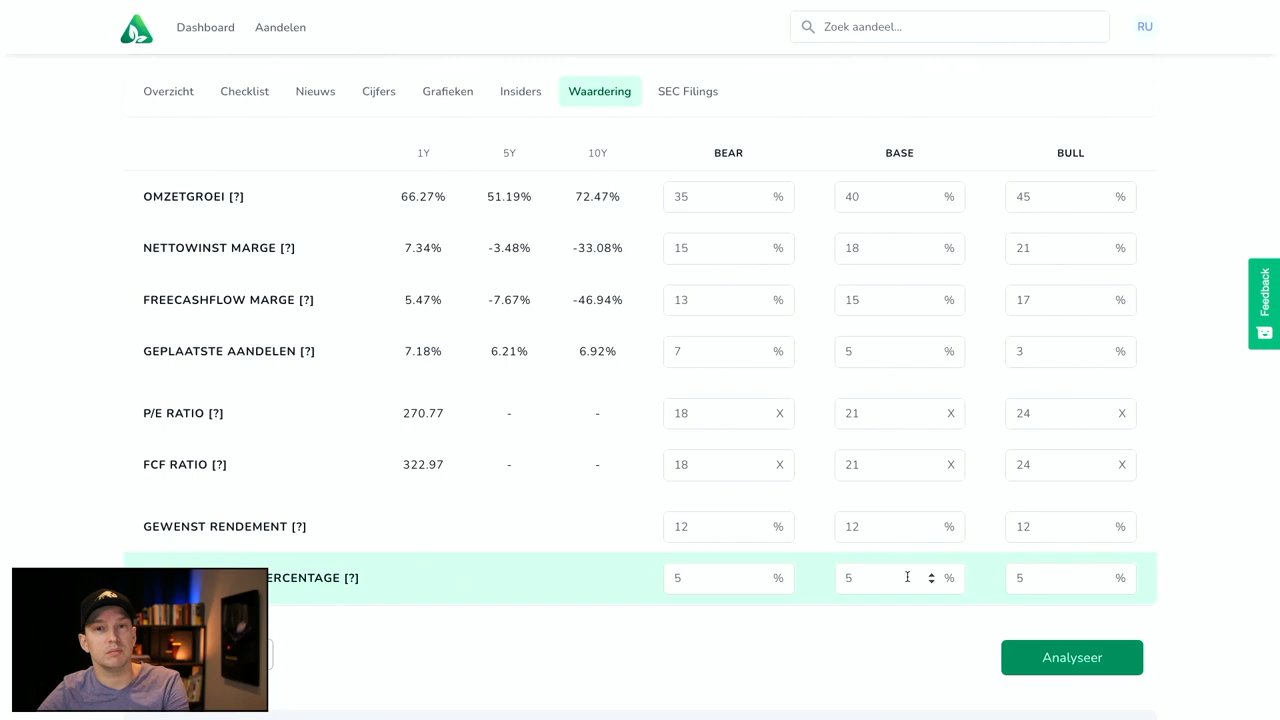 Dashboard Aandelen Zoek aandeel... RU
Overzicht Checklist Nieuws Cijfers Grafieken Insiders Waardering SEC Filings
1Y 5Y 10Y BEAR BASE BULL
OMZETGROEI [?] 66.27% 51.19% 72.47% 35 % 40 % 45 %
NETTOWINST MARGE [?] 7.34% -3.48% -33.08% 15 % 18 % 21 %
FREECASHFLOW MARGE [?] 5.47% -7.67% -46.94% 13 % 15 % 17 %
GEPLAATSTE AANDELEN [?] 7.18% 6.21% 6.92% 7 % 5 % 3 %
P/E RATIO [?] 270.77 - - 18 X 21 X 24 X
FCF RATIO [?] 322.97 - - 18 X 21 X 24 X
GEWENST RENDEMENT [?] 12 % 12 % 12 %
ERCENTAGE [?] 5 % 5 % 5 %
Analyseer
Feedback